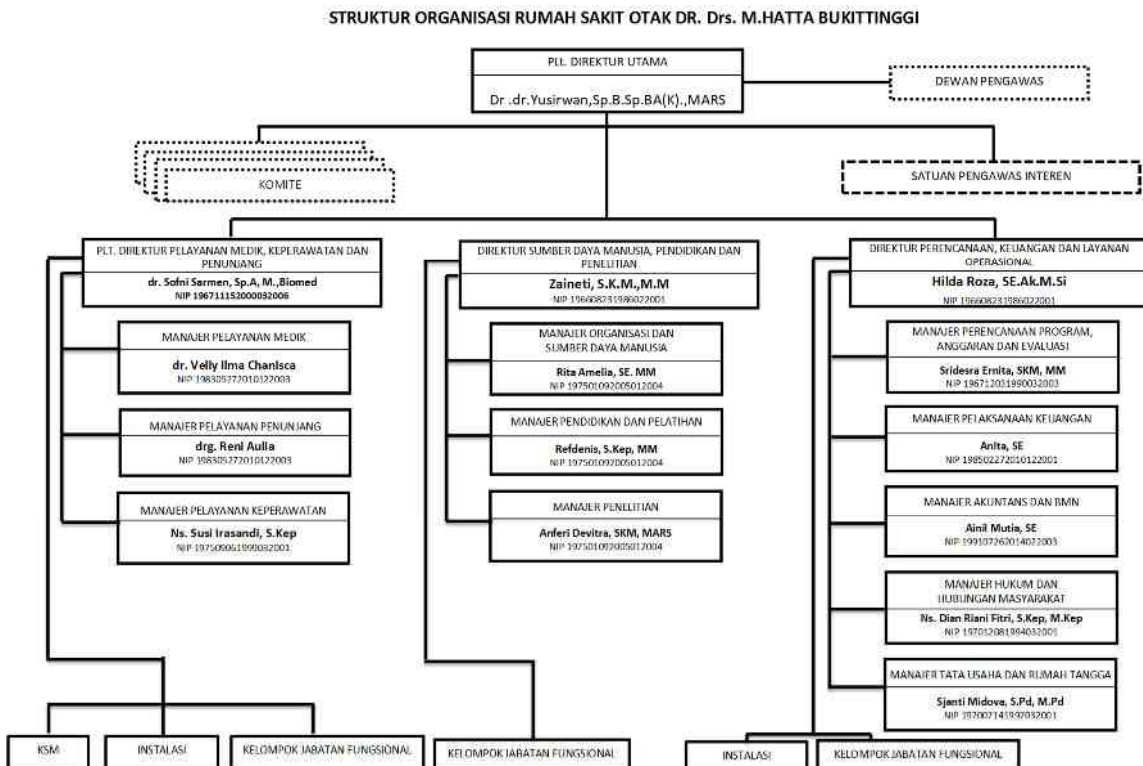 STRUKTUR ORGANISASI RUMAH SAKIT OTAK DR. Drs. M.HATTA BUKITTINGGI
PLT. DIREKTUR UTAMA
Dr .dr.Yusirwan,Sp.B.Sp.BA(K).,MARS
DEWAN PENGAWAS
KOMITE
SATUAN PENGAWAS INTEREN
PLT. DIREKTUR PELAYANAN MEDIK, KEPERAWATAN DAN
PENUNJANG
dr. Sofni Sarmen, Sp.A, M.,Biomed
NIP 196711152000032006
MANAJER PELAYANAN MEDIK
dr. Velly Ilma Chanisca
NIP 198305272010122003
MANAJER PELAYANAN PENUNJANG
drg. Reni Aulia
NIP 198305272010122003
MANAJER PELAYANAN KEPERAWATAN
Ns. Susi Irasandi, S.Kep
NIP 197509061999032001
DIREKTUR SUMBER DAYA MANUSIA, PENDIDIKAN DAN
PENELITIAN
Zaineti, S.K.M.,M.M
NIP 196608231986022001
MANAJER ORGANISASI DAN
SUMBER DAYA MANUSIA
Rita Amelia, SE. MM
NIP 197501092005012004
MANAJER PENDIDIKAN DAN PELATIHAN
Refdenis, S.Kep, MM
NIP 197501092005012004
MANAJER PENELITIAN
Anferi Devitra, SKM, MARS
NIP 197501092005012004
DIREKTUR PERENCANAAN, KEUANGAN DAN LAYANAN
OPERASIONAL
Hilda Roza, SE.Ak.M.Si
NIP 196608231986022001
MANAJER PERENCANAAN PROGRAM,
ANGGARAN DAN EVALUASI
Sridesra Ernita, SKM, MM
NIP 196712031990032003
MANAJER PELAKSANAAN KEUANGAN
Anita, SE
NIP 198502272010122001
MANAJER AKUNTANS DAN BMN
Ainil Mutia, SE
NIP 199107262014022003
MANAJER HUKUM DAN
HUBUNGAN MASYARAKAT
Ns. Dian Riani Fitri, S.Kep, M.Kep
NIP 197012081994032001
MANAJER TATA USAHA DAN RUMAH TANGGA
Sjanti Midova, S.Pd, M.Pd
NIP 197007141997032001
KSM
INSTALASI
KELOMPOK JABATAN FUNGSIONAL
KELOMPOK JABATAN FUNGSIONAL
INSTALASI
KELOMPOK JABATAN FUNGSIONAL